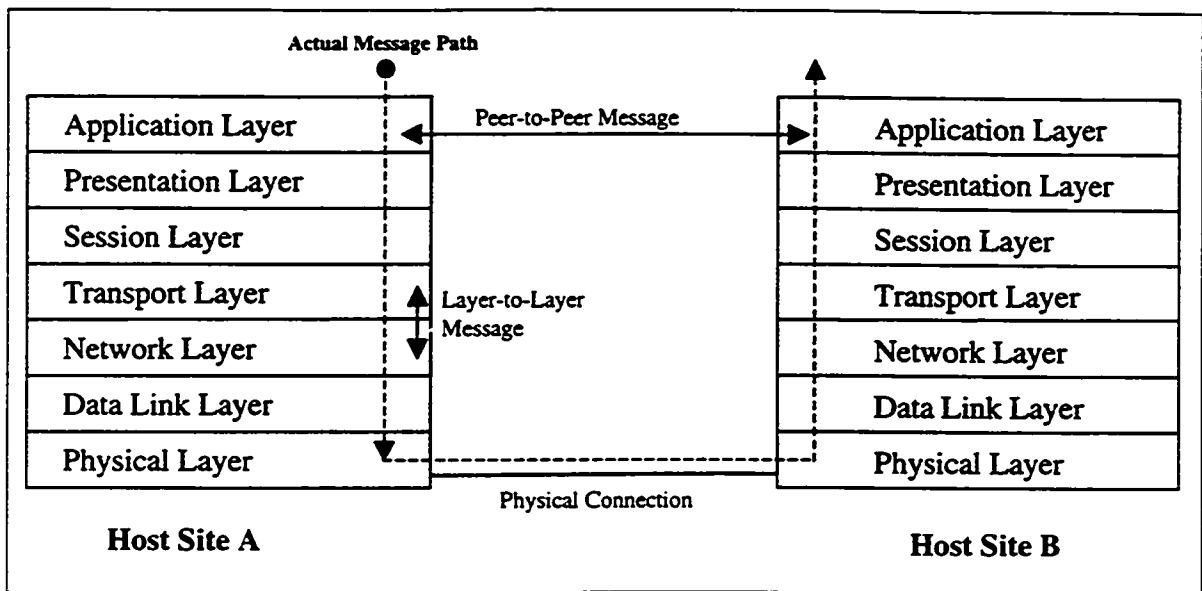 Actual Message Path
Peer-to-Peer Message
Application Layer
Presentation Layer
Session Layer
Transport Layer
Network Layer
Data Link Layer
Physical Layer
Layer-to-Layer
Message
Application Layer
Presentation Layer
Session Layer
Transport Layer
Network Layer
Data Link Layer
Physical Layer
Physical Connection
Host Site A
Host Site B